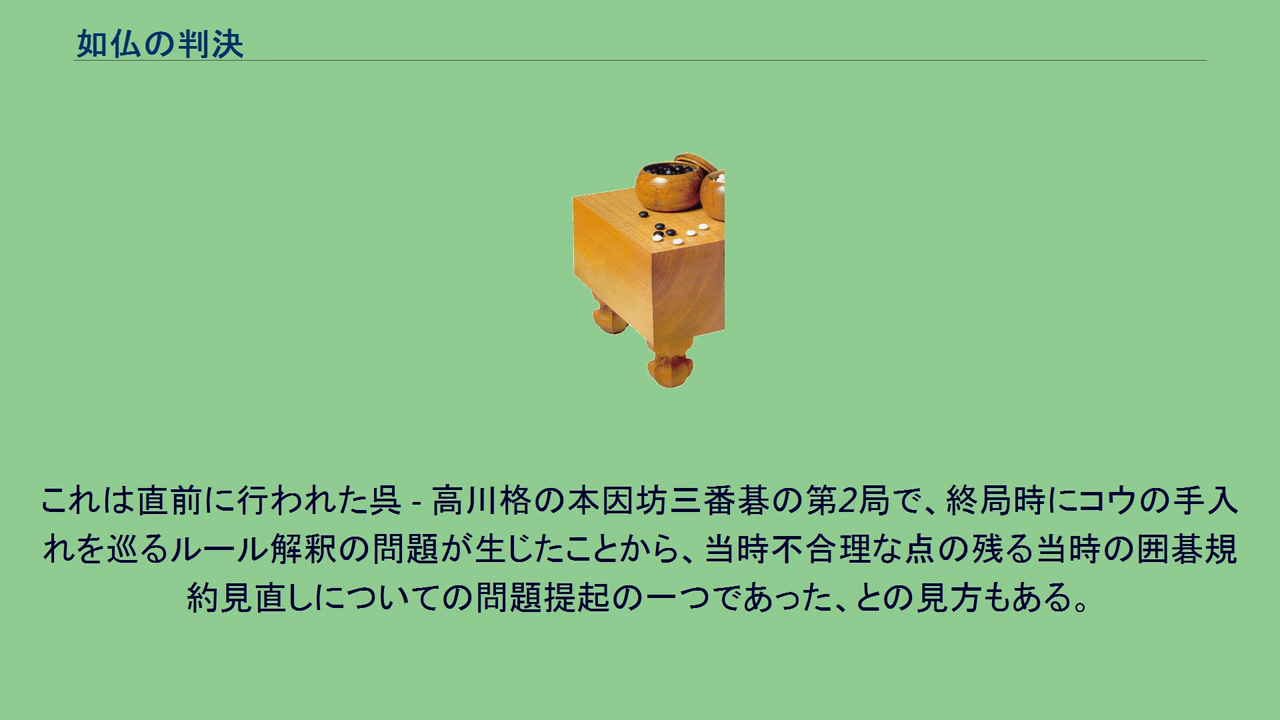 如仏の判決
これは直前に行われた呉 - 高川格の本因坊三番碁の第2局で、終局時にコウの手入
れを巡るルール解釈の問題が生じたことから、当時不合理な点の残る当時の囲碁規
約見直しについての問題提起の一つであった、との見方もある。